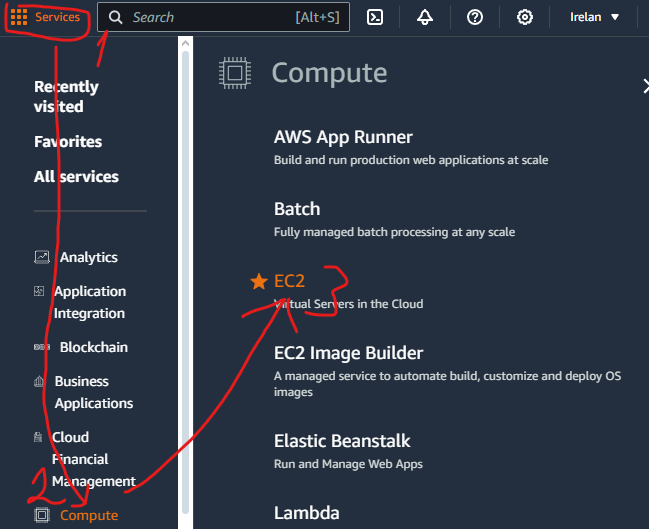 Services
Search [Alt+S]
Irelan
Recently
visited
Favorites
All services
Analytics
Application
Integration
Blockchain
Business
Applications
Cloud
Financial
Management
2
Compute
Compute
AWS App Runner
Build and run production web applications at scale
Batch
Fully managed batch processing at any scale
EC2
Virtual Servers in the Cloud
EC2 Image Builder
A managed service to automate build, customize and deploy OS
images
Elastic Beanstalk
Run and Manage Web Apps
Lambda